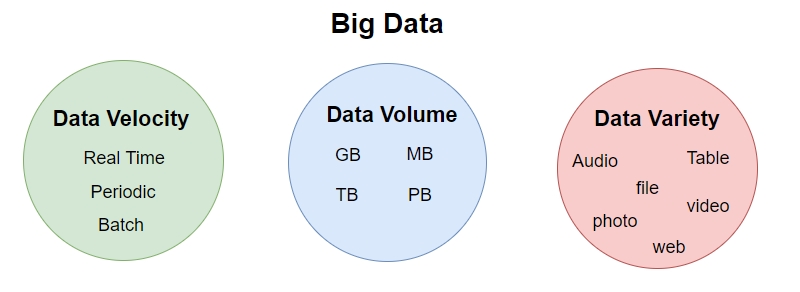 Big Data
Data Velocity
Real Time
Periodic
Batch
Data Volume
GB MB
TB PB
Data Variety
Audio Table
file
photo video
web